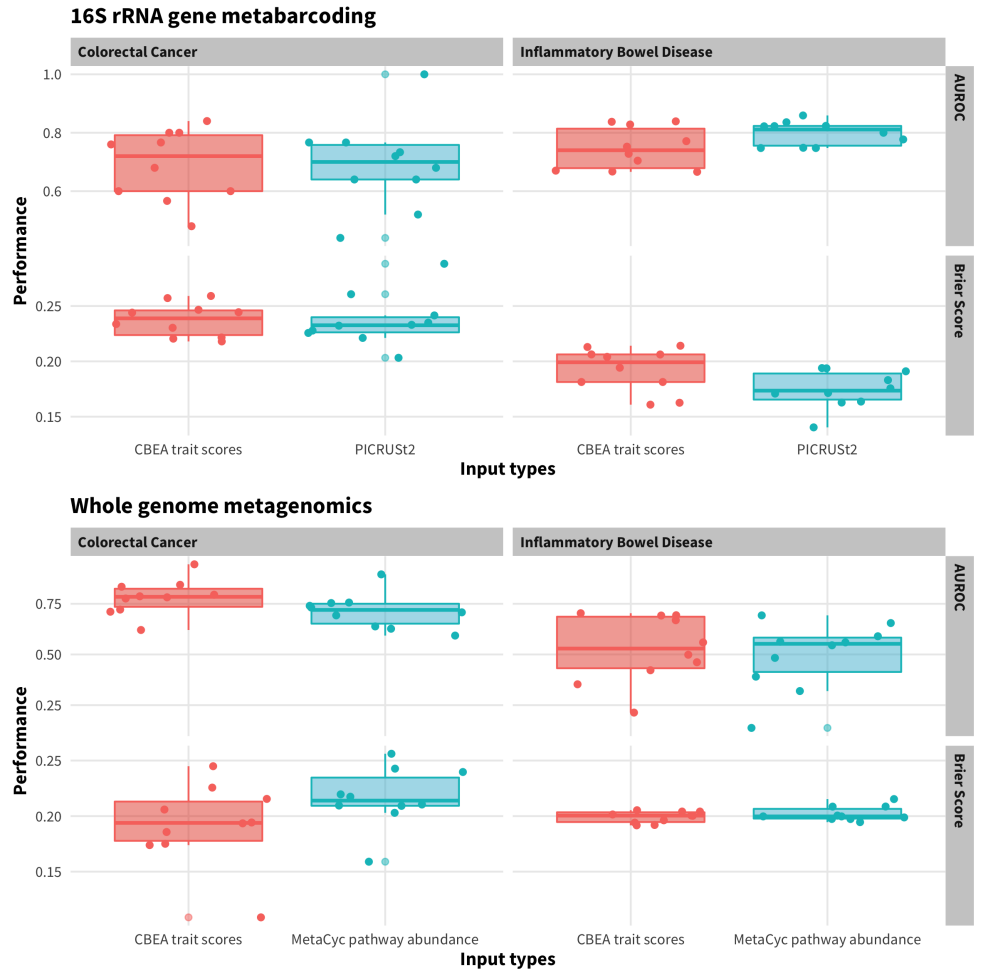 16S rRNA gene metabarcoding
Colorectal Cancer
Inflammatory Bowel Disease
1.0
0.8
0.6
AUROC
Performance
0.25
0.20
0.15
Brier Score
CBEA trait scores
PICRUSt2
CBEA trait scores
PICRUSt2
Input types
Whole genome metagenomics
Colorectal Cancer
Inflammatory Bowel Disease
0.75
0.50
0.25
AUROC
Performance
0.25
0.20
0.15
Brier Score
CBEA trait scores
MetaCyc pathway abundance
CBEA trait scores
MetaCyc pathway abundance
Input types